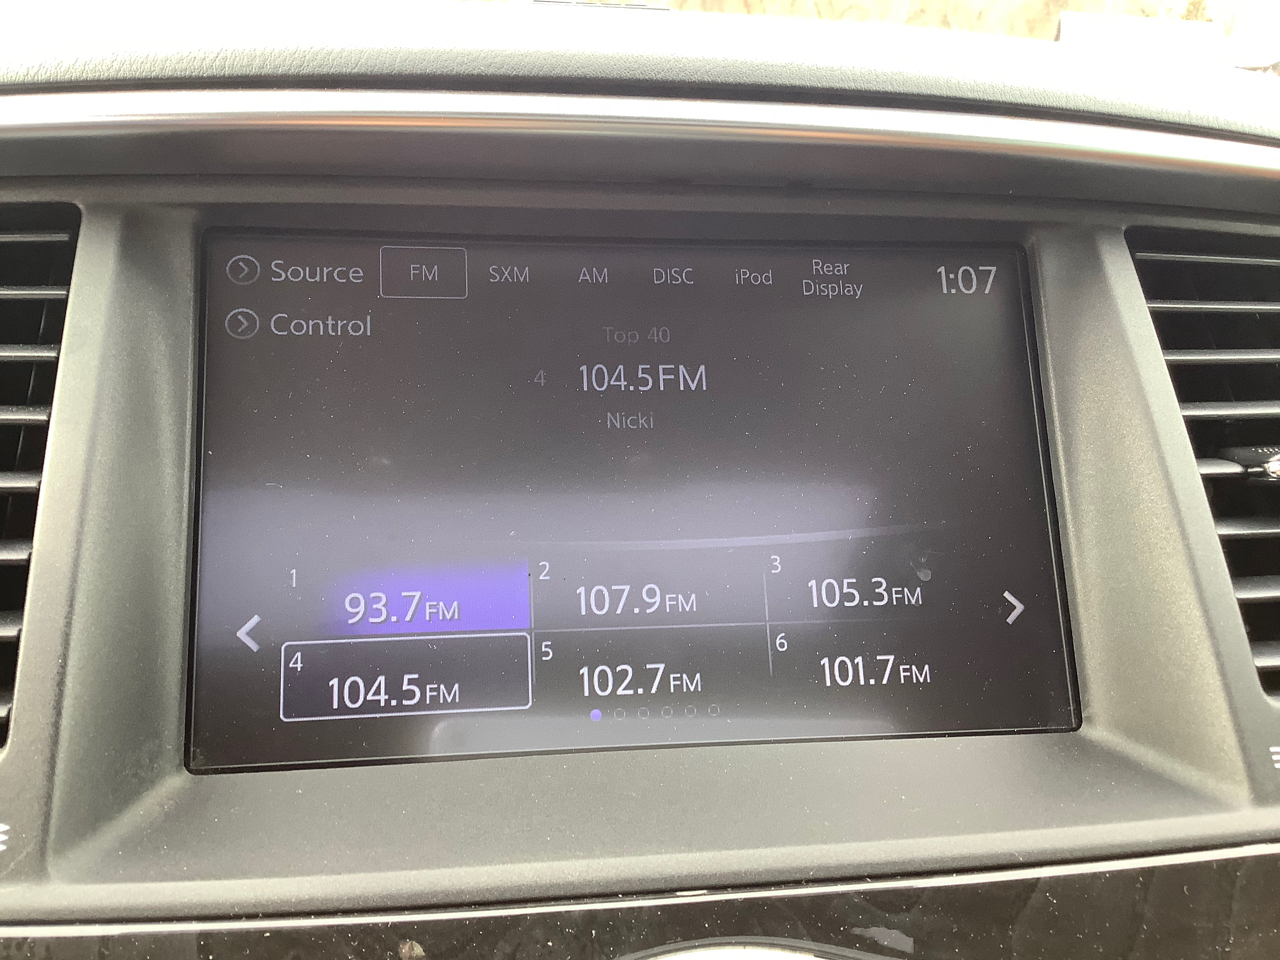 Source FM SXM AM DISC iPod Rear Display 1:07
Control
Top 40
4 104.5FM
Nicki
1 93.7FM
2 107.9FM
3 105.3FM
4 104.5FM
5 102.7FM
6 101.7FM